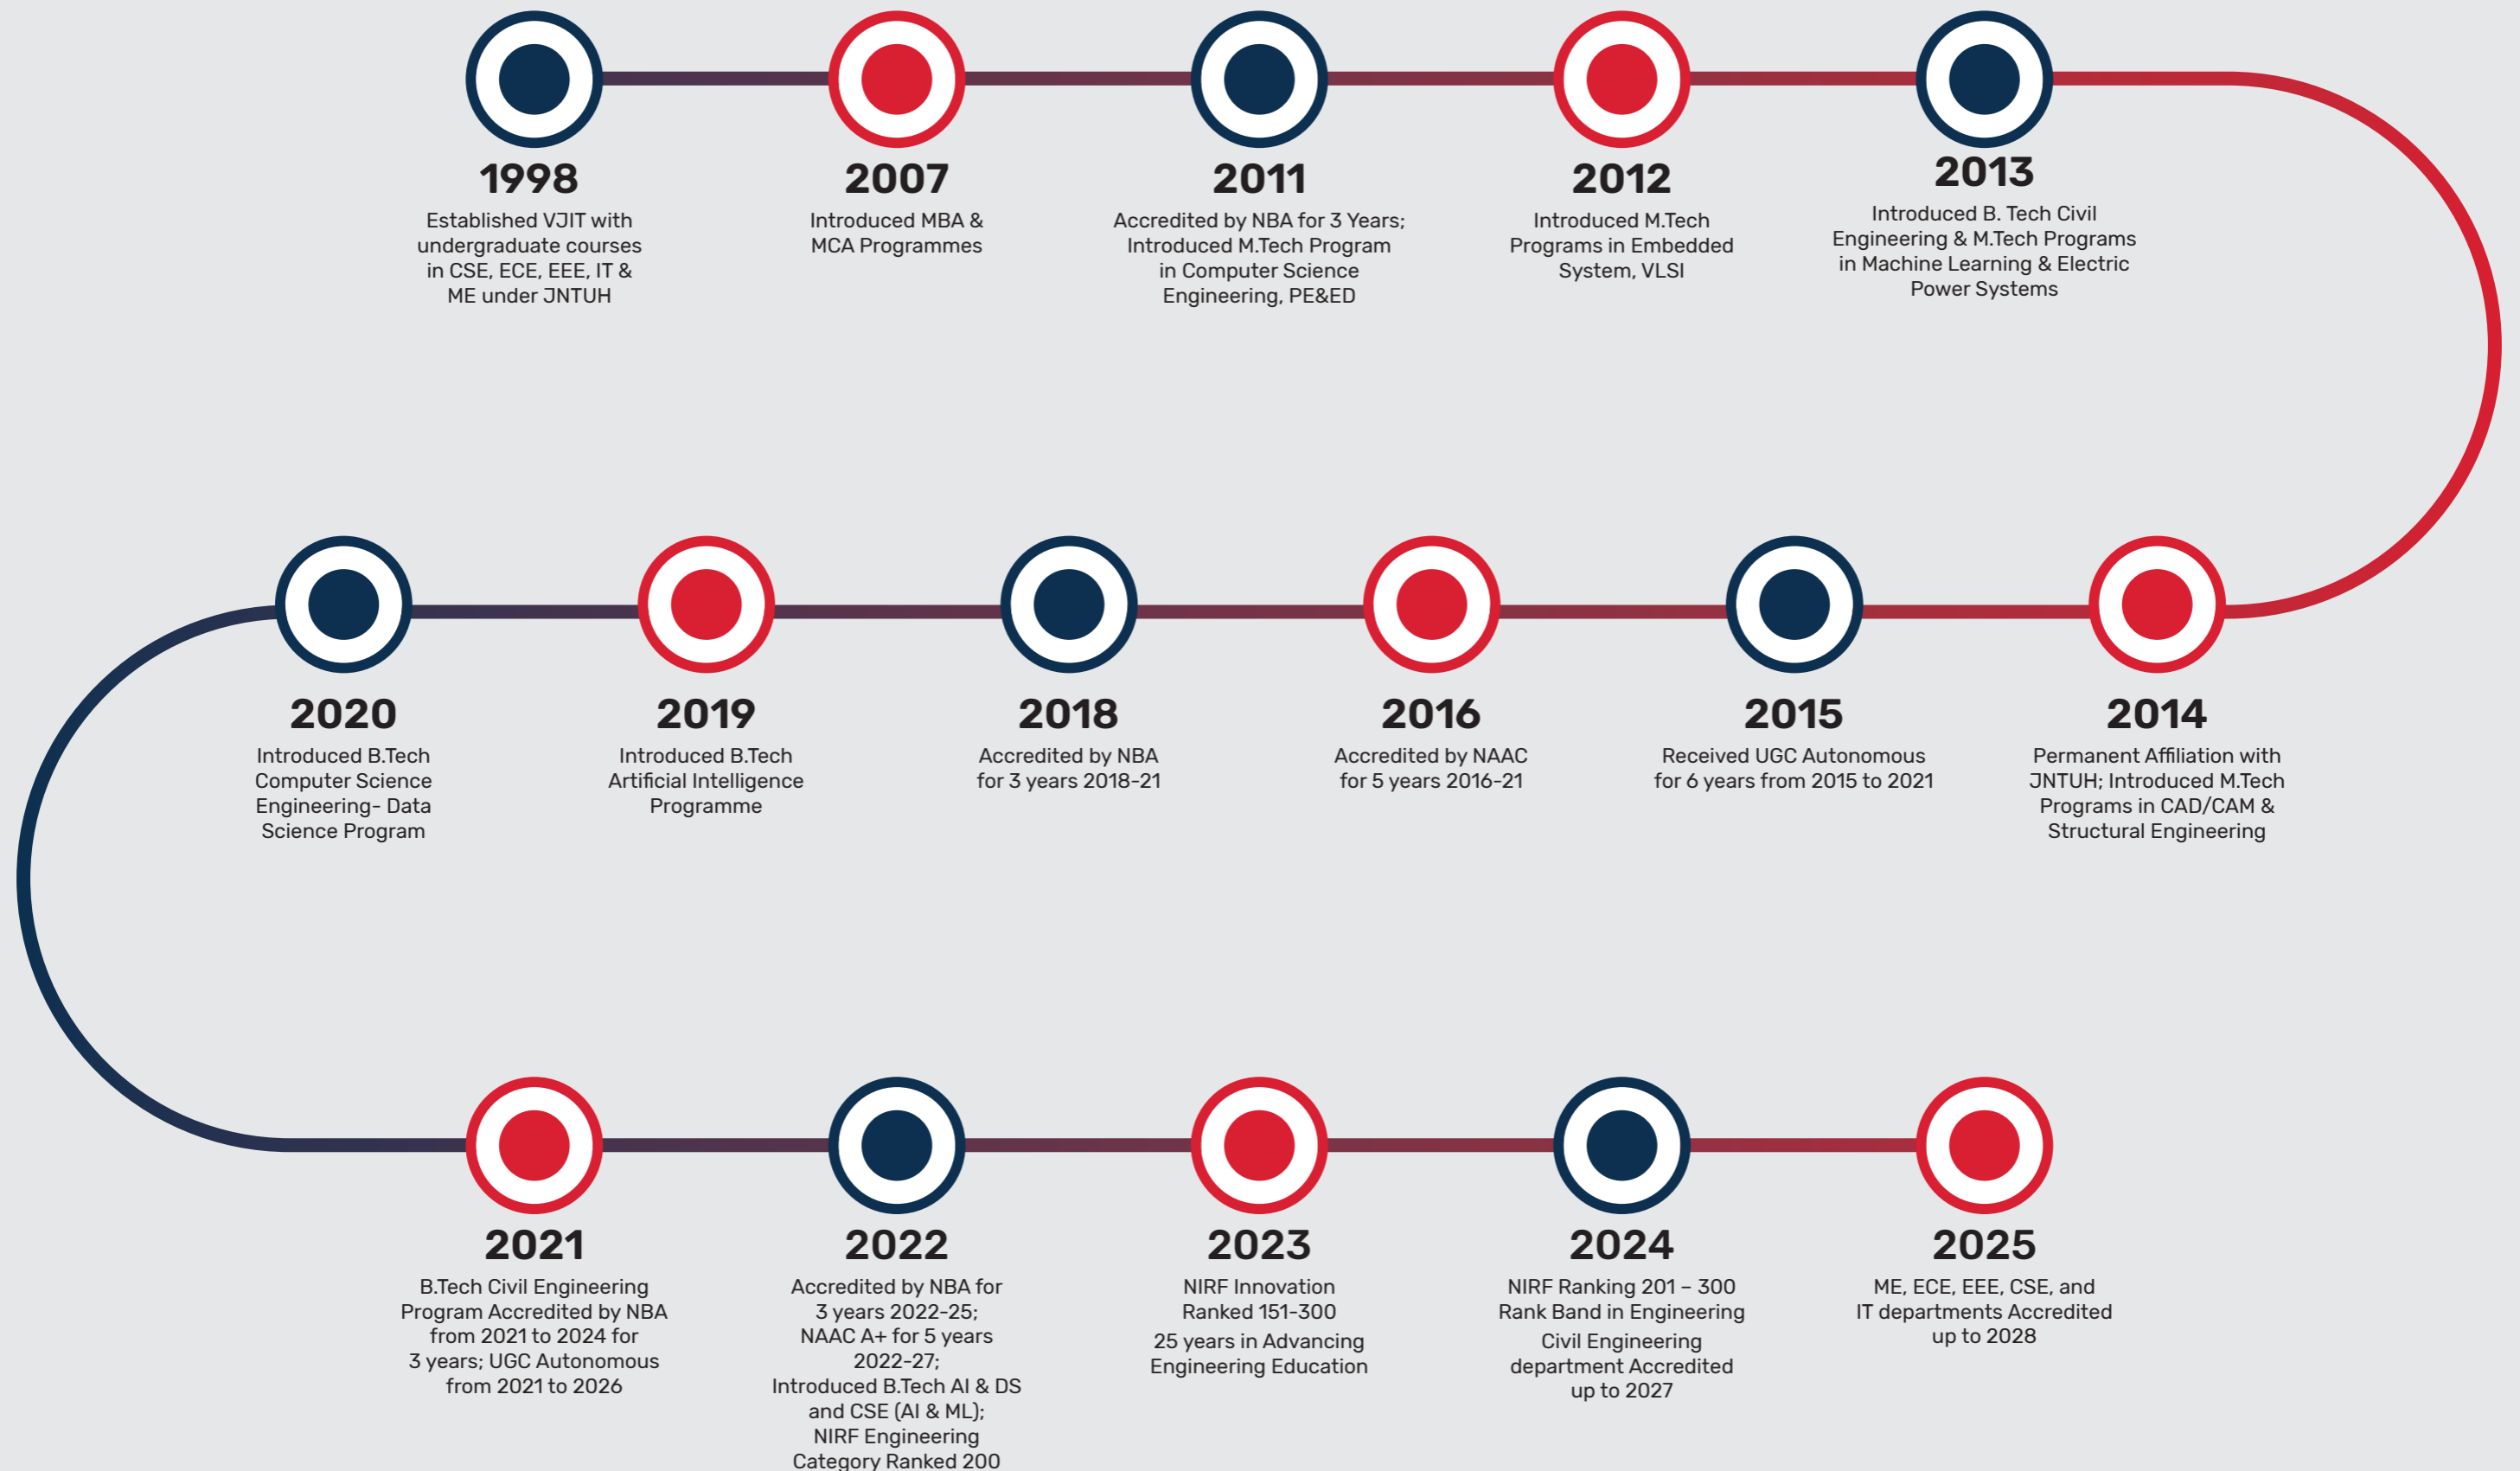 1998
Established VJIT with
undergraduate courses
in CSE, ECE, EEE, IT &
ME under JNTUH
2007
Introduced MBA &
MCA Programmes
2011
Accredited by NBA for 3 Years;
Introduced M.Tech Program
in Computer Science
Engineering, PE&ED
2012
Introduced M.Tech
Programs in Embedded
System, VLSI
2013
Introduced B. Tech Civil
Engineering & M.Tech Programs
in Machine Learning & Electric
Power Systems
2014
Permanent Affiliation with
JNTUH; Introduced M.Tech
Programs in CAD/CAM &
Structural Engineering
2015
Received UGC Autonomous
for 6 years from 2015 to 2021
2016
Accredited by NAAC
for 5 years 2016-21
2018
Accredited by NBA
for 3 years 2018-21
2019
Introduced B.Tech
Artificial Intelligence
Programme
2020
Introduced B.Tech
Computer Science
Engineering- Data
Science Program
2021
B.Tech Civil Engineering
Program Accredited by NBA
from 2021 to 2024 for
3 years; UGC Autonomous
from 2021 to 2026
2022
Accredited by NBA for
3 years 2022-25;
NAAC A+ for 5 years
2022-27;
Introduced B.Tech AI & DS
and CSE (AI & ML);
NIRF Engineering
Category Ranked 200
2023
NIRF Innovation
Ranked 151-300
25 years in Advancing
Engineering Education
2024
NIRF Ranking 201 – 300
Rank Band in Engineering
Civil Engineering
department Accredited
up to 2027
2025
ME, ECE, EEE, CSE, and
IT departments Accredited
up to 2028